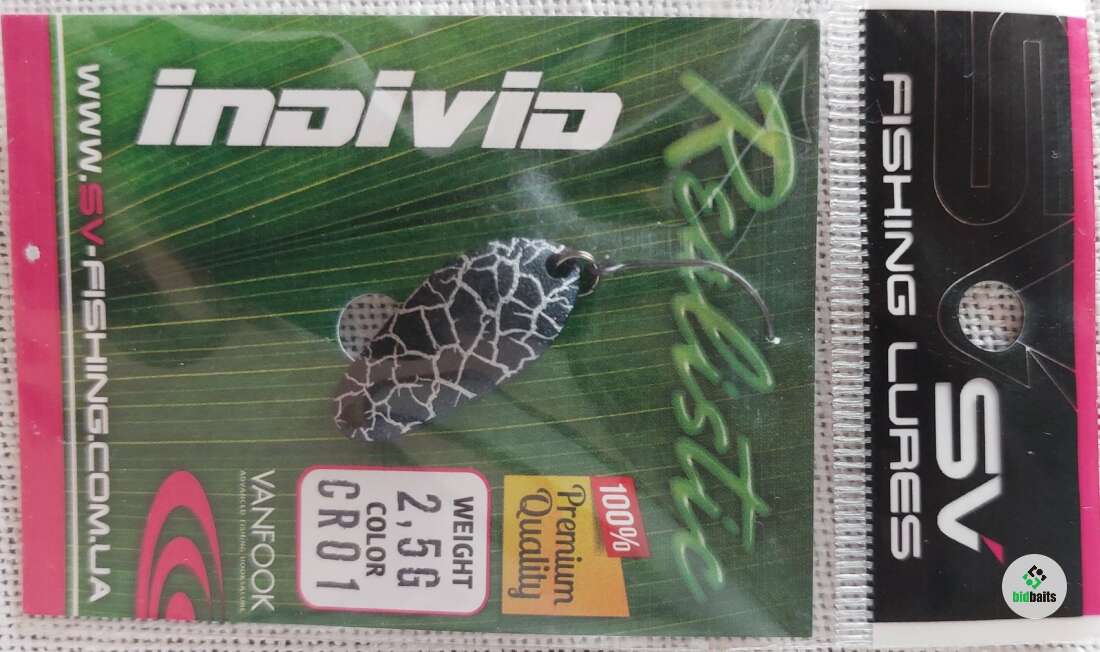 SV
FISHING LURES
Realistic
individ
100%
Premium
Quality
WEIGHT
2,5G
COLOR
CR01
VANFOOK
WWW.SV-FISHING.COM.UA
bidbaits